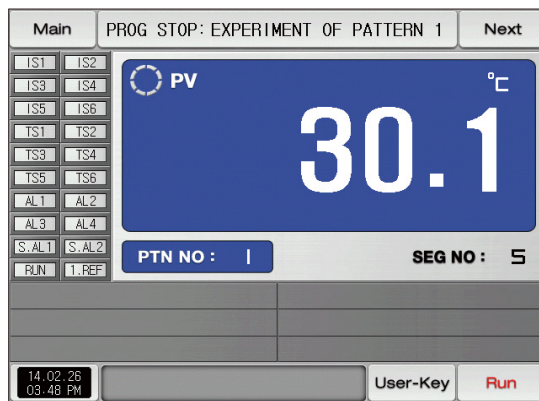 Main PROG STOP: EXPERIMENT OF PATTERN 1 Next
IS1 IS2
IS3 IS4
IS5 IS6
TS1 TS2
TS3 TS4
TS5 TS6
AL1 AL2
AL3 AL4
S.AL1 S.AL2
RUN 1.REF
PV °C
30.1
PTN NO : 1 SEG NO : 5
14.02.26
03:48 PM
User-Key Run